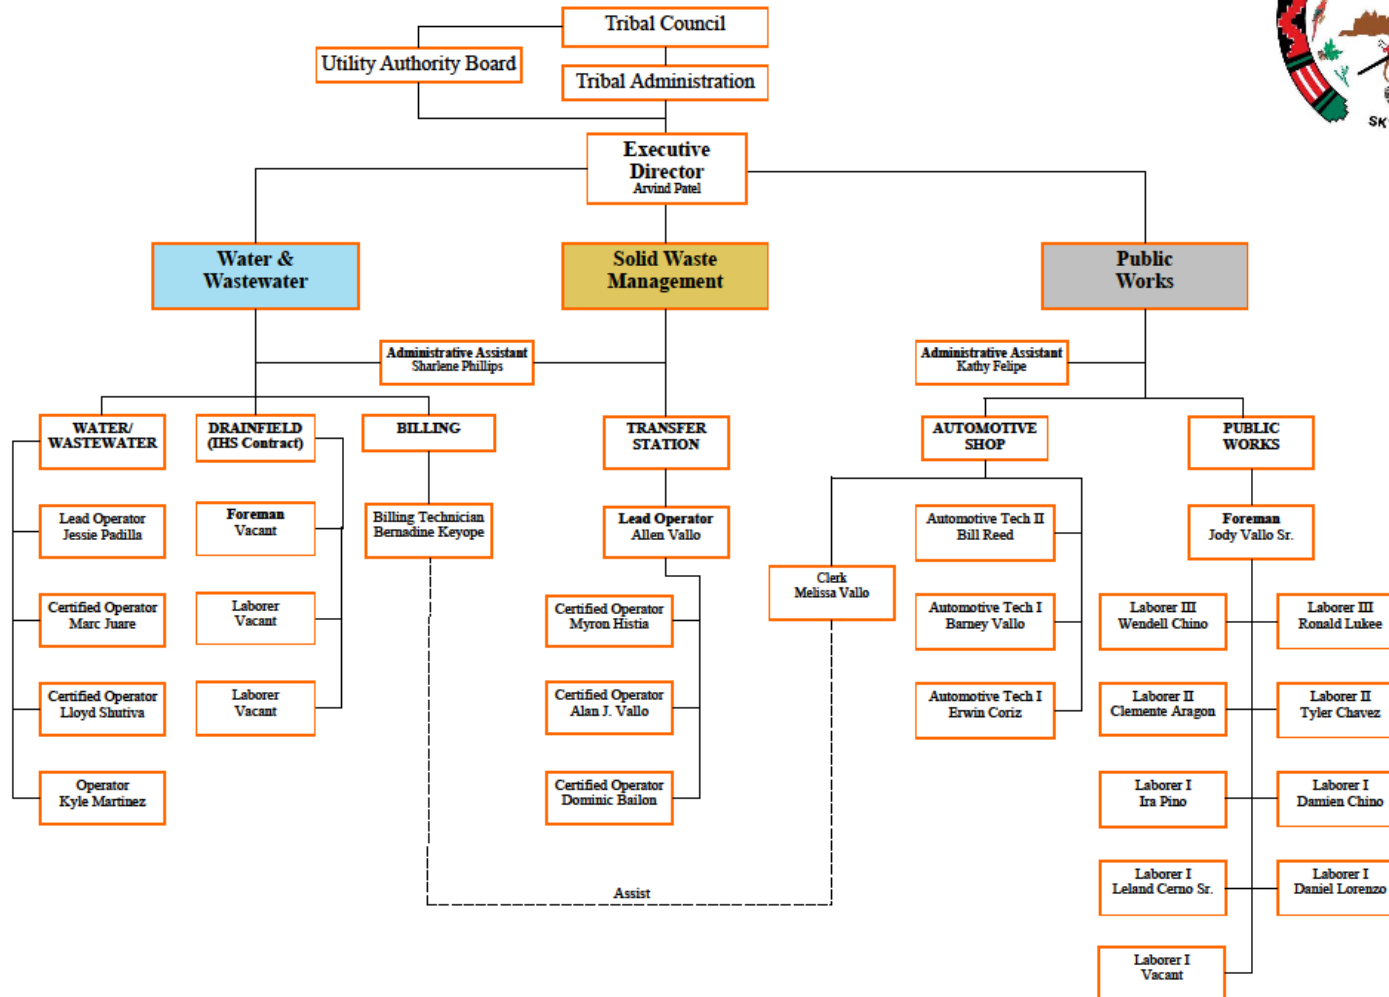 Tribal Council
Utility Authority Board
Tribal Administration
Executive
Director
Arvind Patel
Water &
Wastewater
Solid Waste
Management
Public
Works
Administrative Assistant
Sharlene Phillips
Administrative Assistant
Kathy Felipe
WATER/
WASTEWATER
DRAINFIELD
(IHS Contract)
BILLING
TRANSFER
STATION
AUTOMOTIVE
SHOP
PUBLIC
WORKS
Lead Operator
Jessie Padilla
Foreman
Vacant
Billing Technician
Bernadine Keyope
Lead Operator
Allen Vallo
Automotive Tech II
Bill Reed
Foreman
Jody Vallo Sr.
Clerk
Melissa Vallo
Certified Operator
Marc Juare
Laborer
Vacant
Certified Operator
Myron Histia
Automotive Tech I
Barney Vallo
Laborer III
Wendell Chino
Laborer III
Ronald Lukee
Certified Operator
Lloyd Shutiva
Laborer
Vacant
Certified Operator
Alan J. Vallo
Automotive Tech I
Erwin Coriz
Laborer II
Clemente Aragon
Laborer II
Tyler Chavez
Operator
Kyle Martinez
Certified Operator
Dominic Bailon
Laborer I
Ira Pino
Laborer I
Damien Chino
Laborer I
Leland Cerno Sr.
Laborer I
Daniel Lorenzo
Assist
Laborer I
Vacant